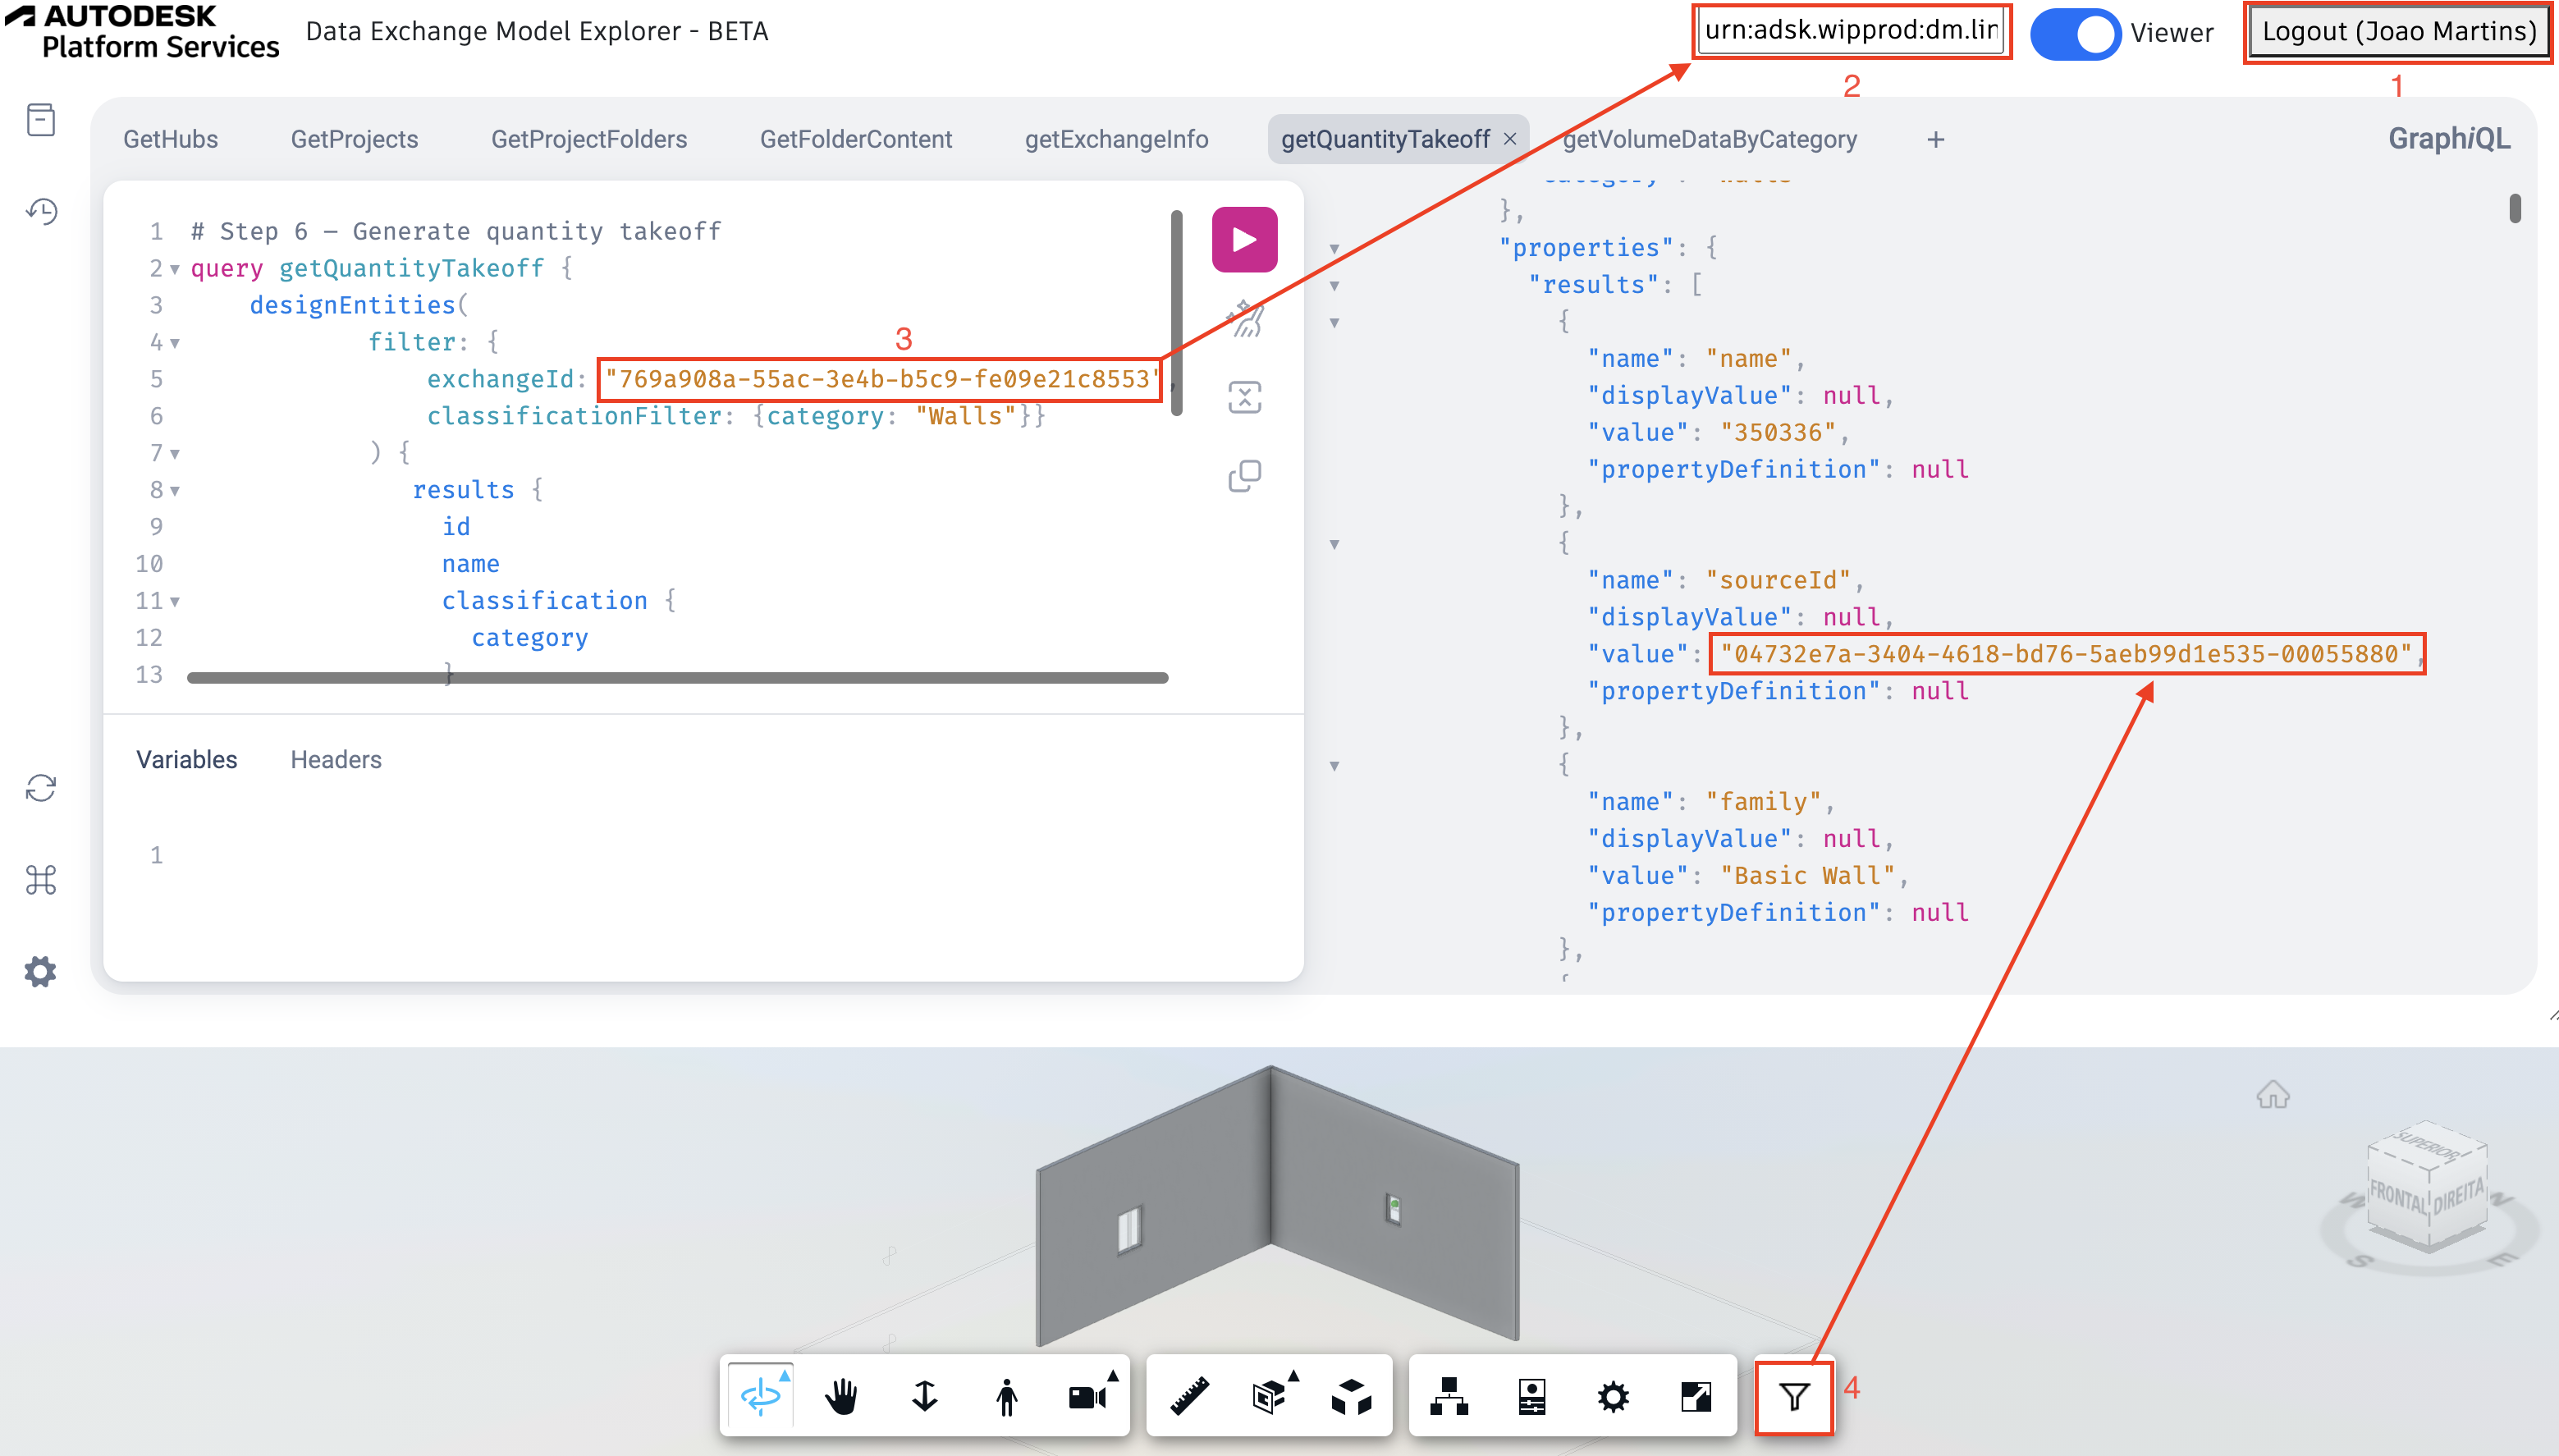 AUTODESK
Platform Services
Data Exchange Model Explorer - BETA
urn:adsk.wipprod:dm.lin
Viewer
Logout (Joao Martins)
2
1
GetHubs
GetProjects
GetProjectFolders
GetFolderContent
getExchangeInfo
getQuantityTakeoff ×
getVolumeDataByCategory
+
GraphiQL
1 # Step 6 – Generate quantity takeoff
2 query getQuantityTakeoff {
3 designEntities(
3
4 filter: {
5 exchangeId: "769a908a-55ac-3e4b-b5c9-fe09e21c8553",
6 classificationFilter: {category: "Walls"}}
7 ) {
8 results {
9 id
10 name
11 classification {
12 category
13 }
Variables
Headers
1
},
"properties": {
"results": [
{
"name": "name",
"displayValue": null,
"value": "350336",
"propertyDefinition": null
},
{
"name": "sourceId",
"displayValue": null,
"value": "04732e7a-3404-4618-bd76-5aeb99d1e535-00055880",
"propertyDefinition": null
},
{
"name": "family",
"displayValue": null,
"value": "Basic Wall",
"propertyDefinition": null
},
SUPERIOR
FRONTAL
DIREITA
W
N
S
E
4